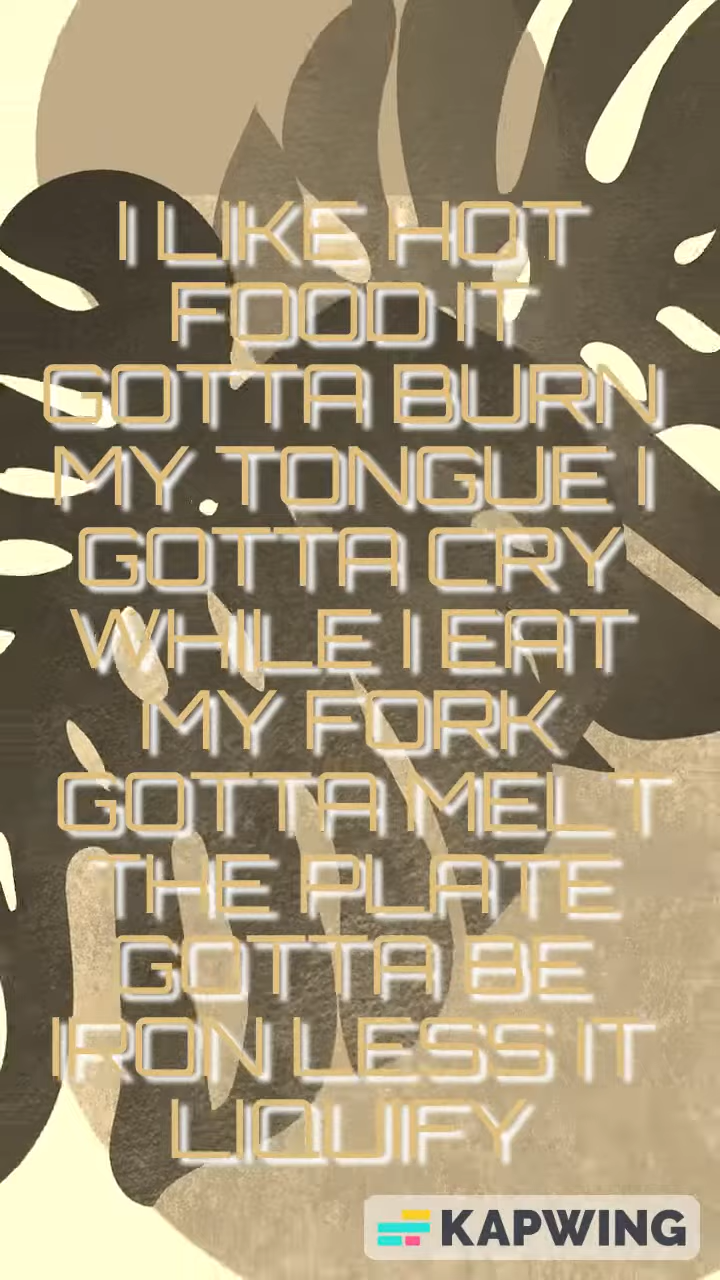 I LIKE HOT
FOOD IT
GOTTA BURN
MY TONGUE I
GOTTA CRY
WHILE I EAT
MY FORK
GOTTA MELT
THE PLATE
GOTTA BE
IRON LESS IT
LIQUIFY
KAPWING